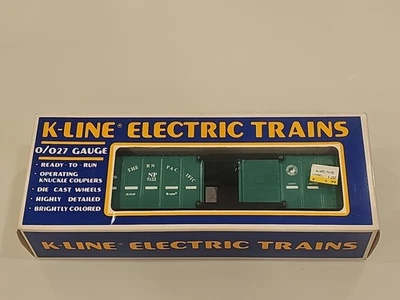 K-LINE® ELECTRIC TRAINS
O/027 GAUGE
• READY - TO - RUN
• OPERATING
KNUCKLE COUPLERS
• DIE CAST WHEELS
• HIGHLY DETAILED
• BRIGHTLY COLORED
THE RN PAC IFIC
NP
K-LINE® ELECTRIC TRAINS